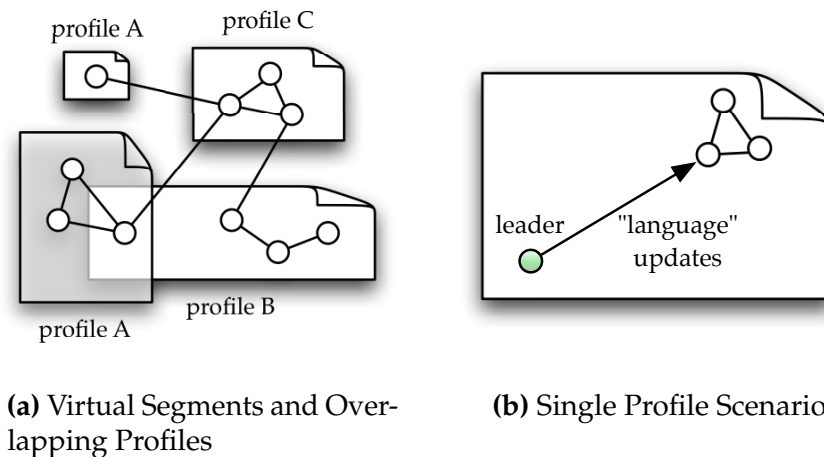 profile A
profile C
profile B
profile A
leader
"language"
updates
(a) Virtual Segments and Over-
lapping Profiles
(b) Single Profile Scenario